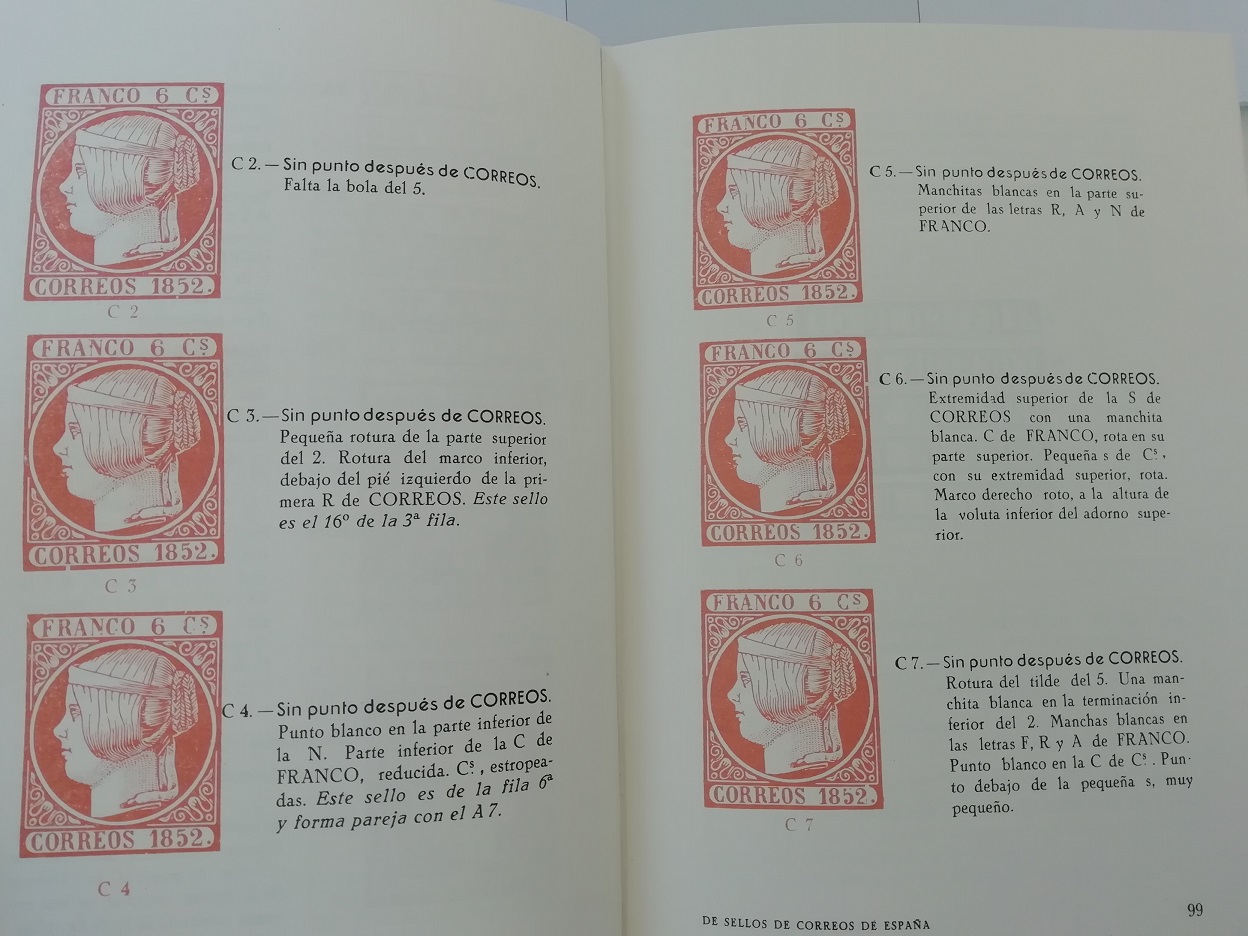 FRANCO 6 Cs.
CORREOS 1852.
C 2
C 2. — Sin punto después de CORREOS.
Falta la bola del 5.
FRANCO 6 Cs.
CORREOS 1852.
C 3
C 3. — Sin punto después de CORREOS.
Pequeña rotura de la parte superior
del 2. Rotura del marco inferior,
debajo del pié izquierdo de la pri-
mera R de CORREOS. Este sello
es el 16º de la 3ª fila.
FRANCO 6 Cs.
CORREOS 1852.
C 4
C 4. — Sin punto después de CORREOS.
Punto blanco en la parte inferior de
la N. Parte inferior de la C de
FRANCO, reducida. Cs., estropea-
das. Este sello es de la fila 6ª
y forma pareja con el A 7.
FRANCO 6 Cs.
CORREOS 1852.
C 5
C 5. — Sin punto después de CORREOS.
Manchitas blancas en la parte su-
perior de las letras R, A y N de
FRANCO.
FRANCO 6 Cs.
CORREOS 1852.
C 6
C 6. — Sin punto después de CORREOS.
Extremidad superior de la S de
CORREOS con una manchita
blanca. C de FRANCO, rota en su
parte superior. Pequeña s de Cs.,
con su extremidad superior, rota.
Marco derecho roto, a la altura de
la voluta inferior del adorno supe-
rior.
FRANCO 6 Cs
CORREOS 1852.
C 7
C 7. — Sin punto después de CORREOS.
Rotura del tilde del 5. Una man-
chita blanca en la terminación in-
ferior del 2. Manchas blancas en
las letras F, R y A de FRANCO.
Punto blanco en la C de Cs. Pun-
to debajo de la pequeña s, muy
pequeño.
DE SELLOS DE CORREOS DE ESPAÑA
99